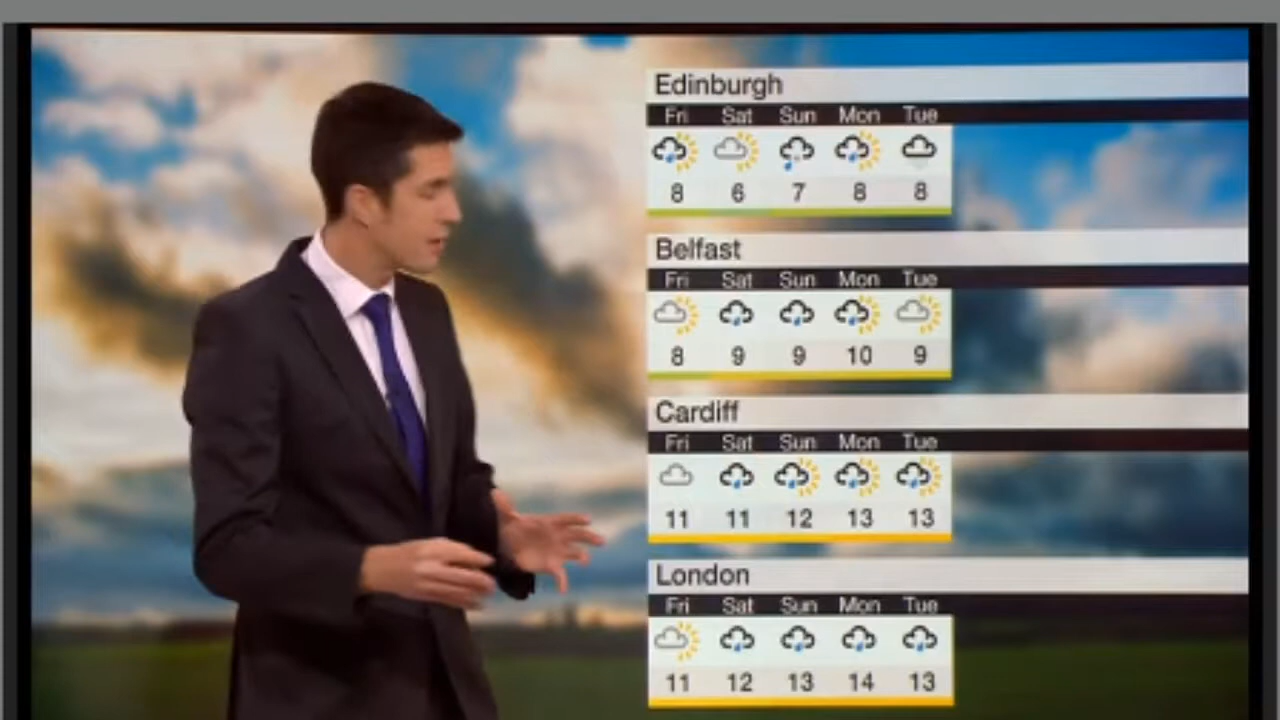 Edinburgh
Fri Sat Sun Mon Tue
8 6 7 8 8
Belfast
Fri Sat Sun Mon Tue
8 9 9 10 9
Cardiff
Fri Sat Sun Mon Tue
11 11 12 13 13
London
Fri Sat Sun Mon Tue
11 12 13 14 13